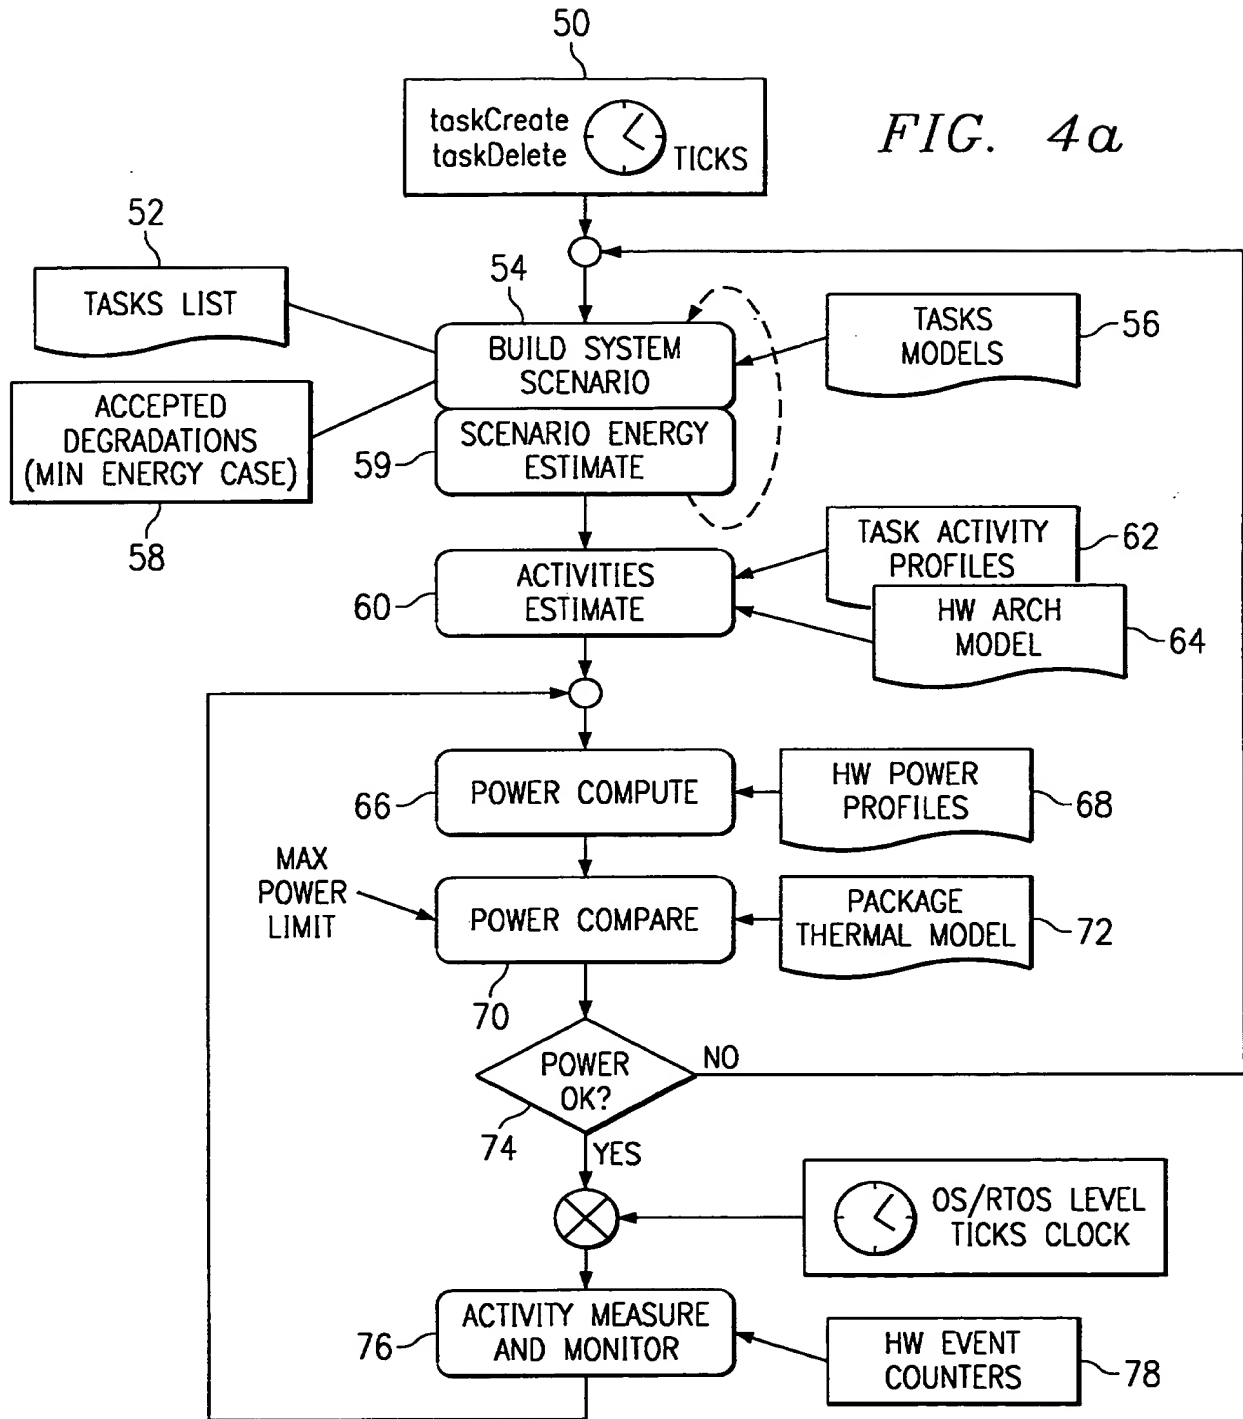 50
taskCreate
taskDelete
TICKS
FIG. 4a
52
TASKS LIST
54
BUILD SYSTEM
SCENARIO
TASKS
MODELS
56
ACCEPTED
DEGRADATIONS
(MIN ENERGY CASE)
58
59
SCENARIO ENERGY
ESTIMATE
60
ACTIVITIES
ESTIMATE
TASK ACTIVITY
PROFILES
62
HW ARCH
MODEL
64
66
POWER COMPUTE
HW POWER
PROFILES
68
MAX
POWER
LIMIT
POWER COMPARE
70
PACKAGE
THERMAL MODEL
72
POWER
OK?
74
NO
YES
OS/RTOS LEVEL
TICKS CLOCK
76
ACTIVITY MEASURE
AND MONITOR
HW EVENT
COUNTERS
78